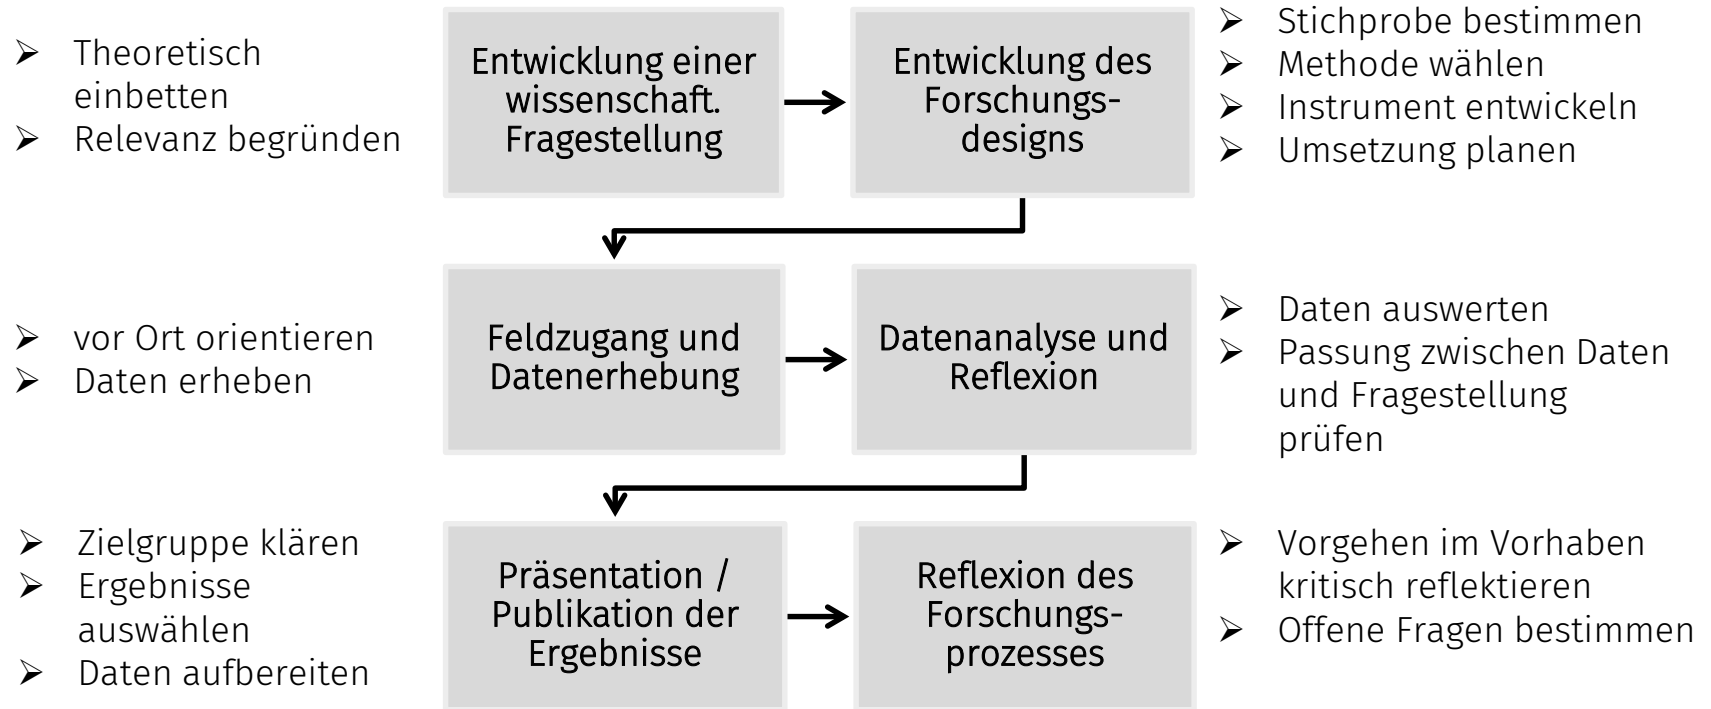 ➢ Theoretisch
einbetten
➢ Relevanz begründen
Entwicklung einer
wissenschaft.
Fragestellung
Entwicklung des
Forschungs-
designs
➢ Stichprobe bestimmen
➢ Methode wählen
➢ Instrument entwickeln
➢ Umsetzung planen
➢ vor Ort orientieren
➢ Daten erheben
Feldzugang und
Datenerhebung
Datenanalyse und
Reflexion
➢ Daten auswerten
➢ Passung zwischen Daten
und Fragestellung
prüfen
➢ Zielgruppe klären
➢ Ergebnisse
auswählen
➢ Daten aufbereiten
Präsentation /
Publikation der
Ergebnisse
Reflexion des
Forschungs-
prozesses
➢ Vorgehen im Vorhaben
kritisch reflektieren
➢ Offene Fragen bestimmen